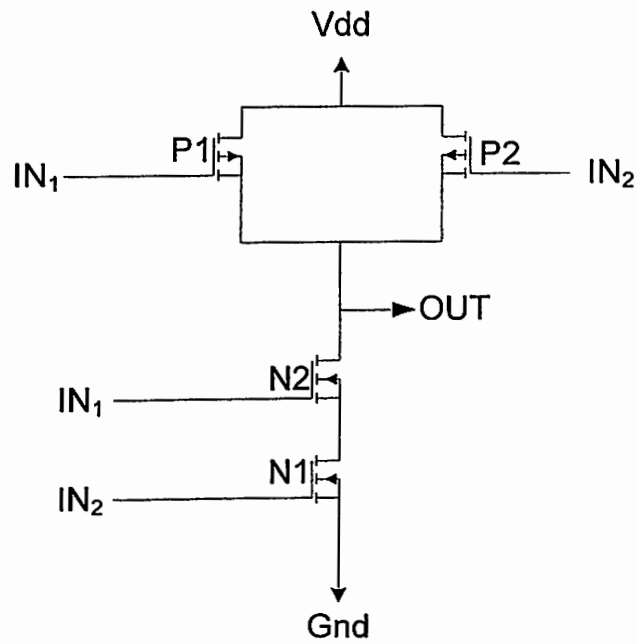 Vdd
P1
P2
IN₁
IN₂
OUT
N2
IN₁
N1
IN₂
Gnd